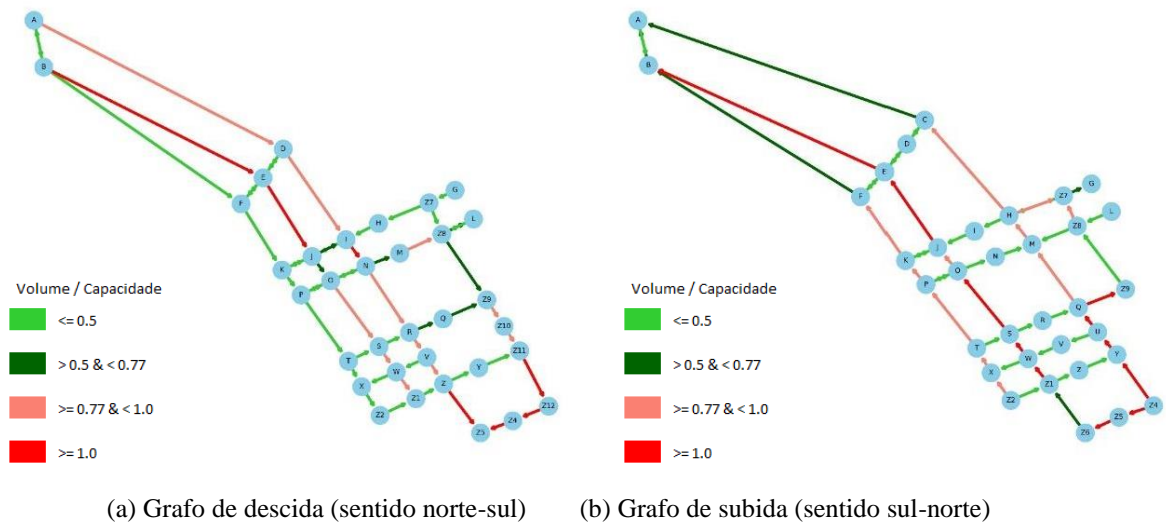 A
B
D
E
F
G
Z7
L
H
Z8
I
J
N
M
K
O
P
Z9
Q
Z10
R
S
V
Z11
T
W
Y
X
Z
Z1
Z12
Z2
Z4
Z5
Volume / Capacidade
<= 0.5
> 0.5 & < 0.77
>= 0.77 & < 1.0
>= 1.0
(a) Grafo de descida (sentido norte-sul)
A
B
C
D
E
F
G
Z7
L
H
Z8
I
J
M
N
K
O
P
Z9
Q
R
S
U
T
V
W
Y
X
Z
Z1
Z2
Z4
Z5
Z6
Volume / Capacidade
<= 0.5
> 0.5 & < 0.77
>= 0.77 & < 1.0
>= 1.0
(b) Grafo de subida (sentido sul-norte)